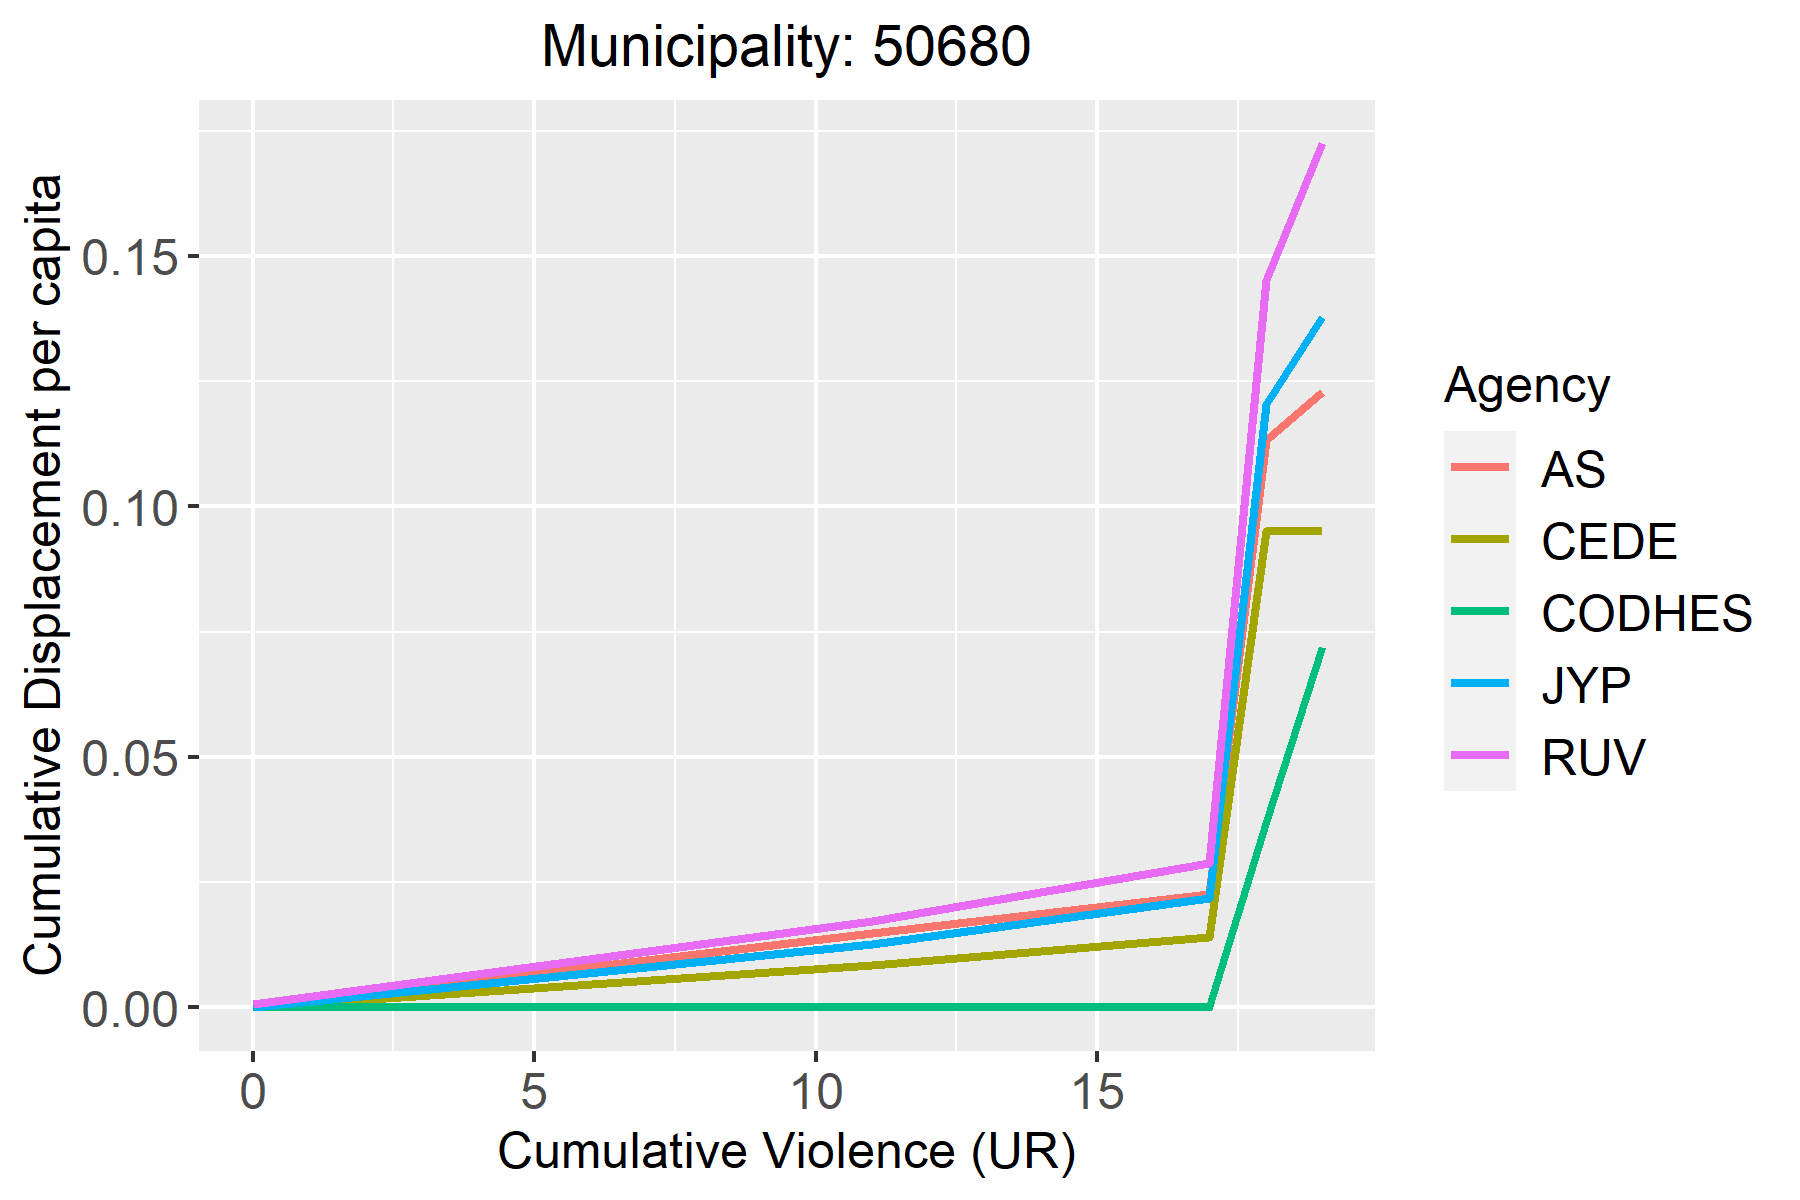 Municipality: 50680
Cumulative Displacement per capita
0.15
0.10
0.05
0.00
0 5 10 15
Cumulative Violence (UR)
Agency
AS
CEDE
CODHES
JYP
RUV